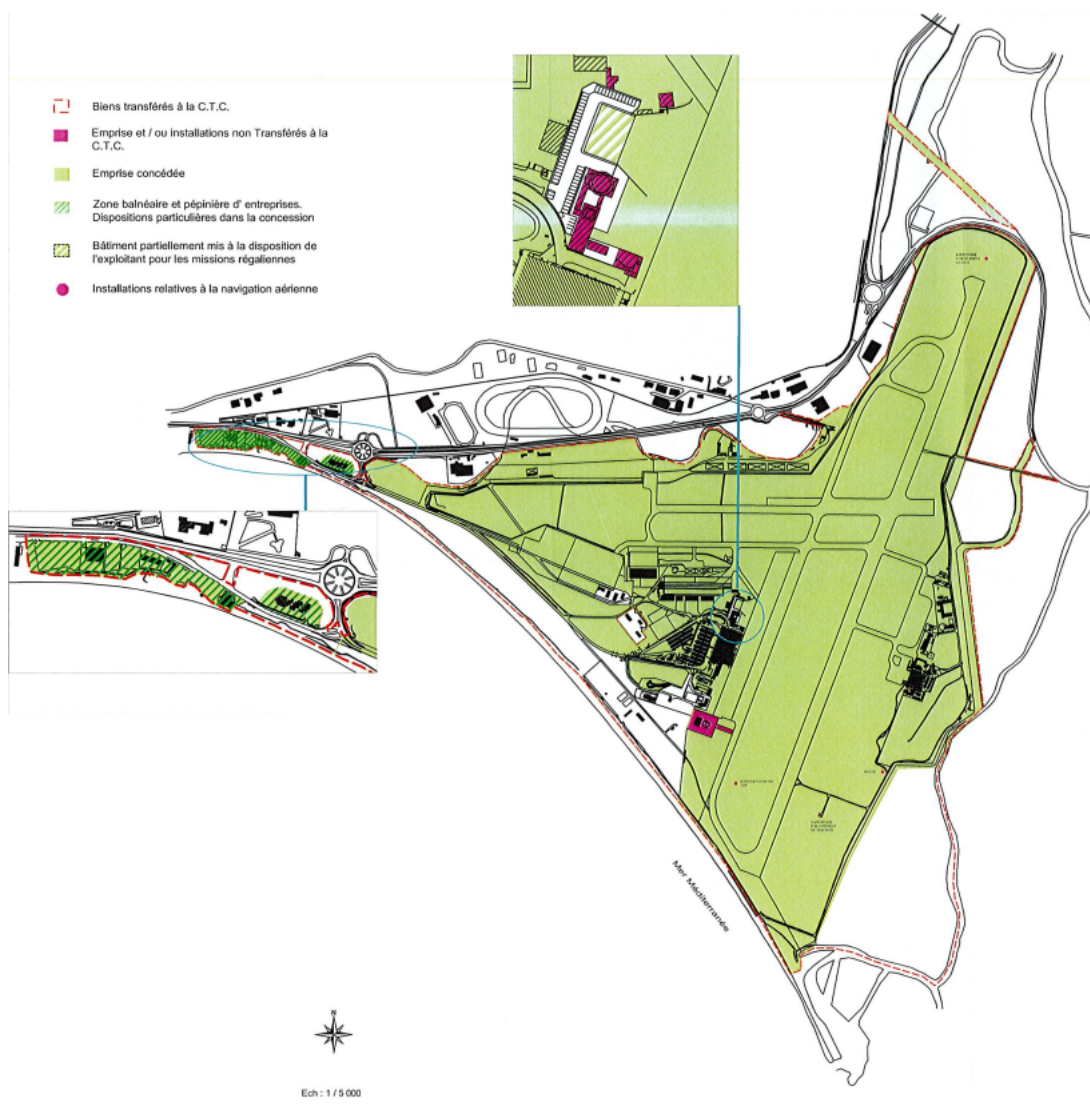 Biens transférés à la C.T.C.
Emprise et / ou installations non Transférés à la
C.T.C.
Emprise concédée
Zone balnéaire et pépinière d' entreprises.
Dispositions particulières dans la concession
Bâtiment partiellement mis à la disposition de
l'exploitant pour les missions régaliennes
Installations relatives à la navigation aérienne
Mer Méditerranée
N
Ech : 1 / 5 000